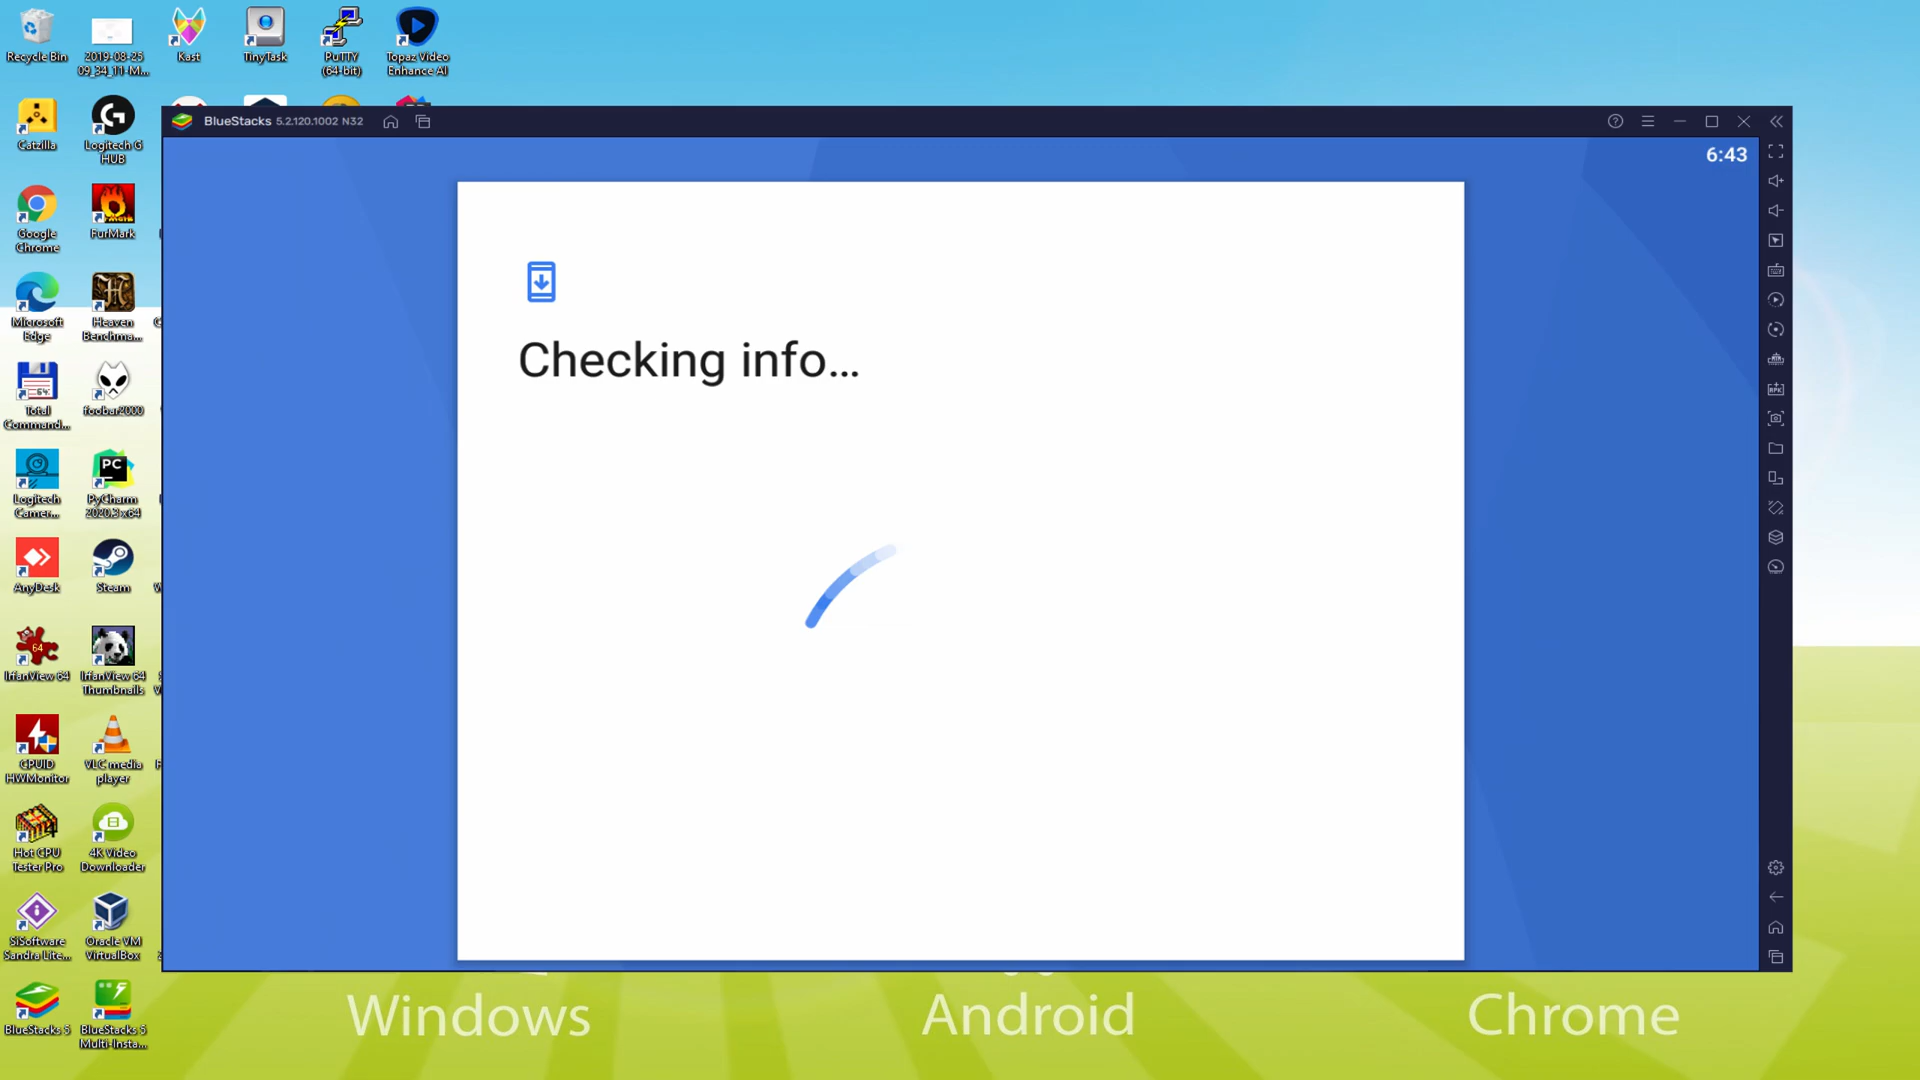 Recycle Bin
2019-08-25
09_34_11-M...
Kast
TinyTask
PuTTY
(64-bit)
Topaz Video
Enhance AI
Catzilla
Logitech G
HUB
BlueStacks 5.2.120.1002 N32
6:43
Google
Chrome
FurMark
Checking info...
Microsoft
Edge
Heaven
Benchma...
64
Total
Command...
foobar2000
PC
Logitech
Camer...
PyCharm
2020.3 x64
AnyDesk
Steam
64
IrfanView 64
IrfanView 64
Thumbnails
CPUID
HWMonitor
VLC media
player
4
Hot CPU
Tester Pro
4K Video
Downloader
SiSoftware
Sandra Lite...
Oracle VM
VirtualBox
BlueStacks 5
BlueStacks 5
Multi-Insta...
Windows
Android
Chrome